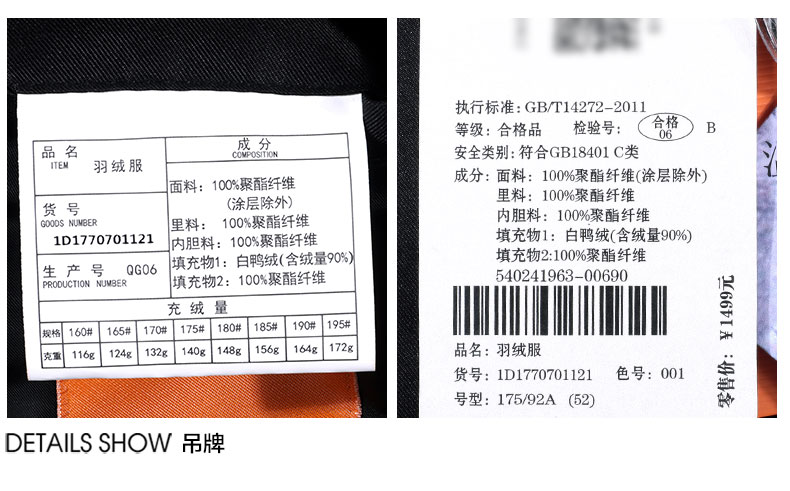 品 名
ITEM
羽绒服
成 分
COMPOSITION
货 号
GOODS NUMBER
1D1770701121
生 产 号 QG06
PRODUCTION NUMBER
面料：100%聚酯纤维
(涂层除外)
里料： 100%聚酯纤维
内胆料：100%聚酯纤维
填充物1：白鸭绒(含绒量90%)
填充物2：100%聚酯纤维
充 绒 量
规格 160# 165# 170# 175# 180# 185# 190# 195#
克重 116g 124g 132g 140g 148g 156g 164g 172g
执行标准：GB/T14272-2011
等级：合格品 检验号： 合格 06 B
安全类别：符合GB18401 C类
成分：面料：100%聚酯纤维(涂层除外)
里料：100%聚酯纤维
内胆料：100%聚酯纤维
填充物1：白鸭绒(含绒量90%)
填充物2:100%聚酯纤维
540241963-00690
品名：羽绒服
货号：1D1770701121 色号：001
号型：175/92A (52)
零售价：¥1499元
DETAILS SHOW 吊牌